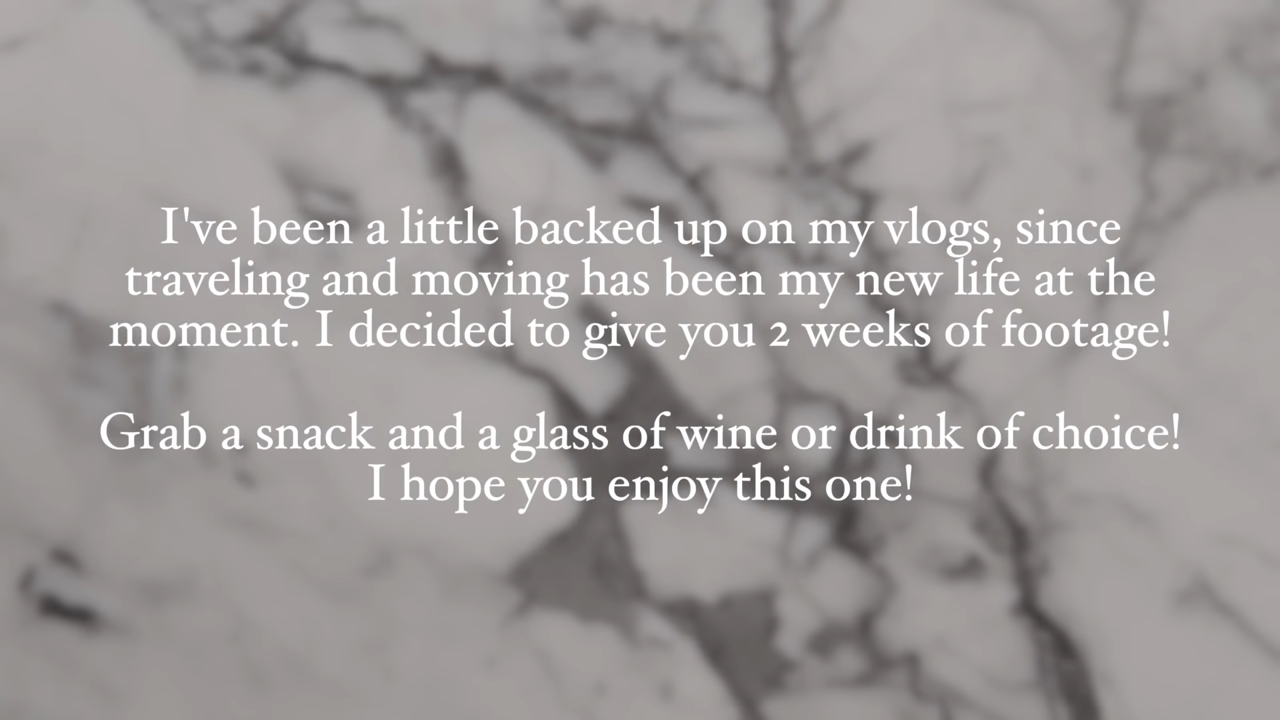 I've been a little backed up on my vlogs, since
traveling and moving has been my new life at the
moment. I decided to give you 2 weeks of footage!
Grab a snack and a glass of wine or drink of choice!
I hope you enjoy this one!